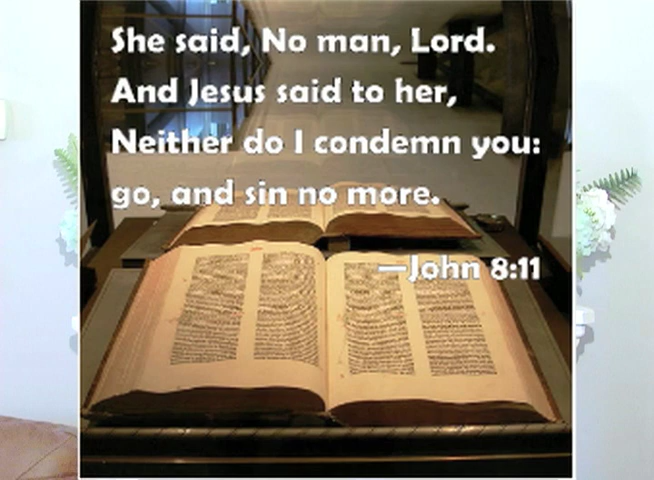 She said, No man, Lord.
And Jesus said to her,
Neither do I condemn you:
go, and sin no more.
—John 8:11